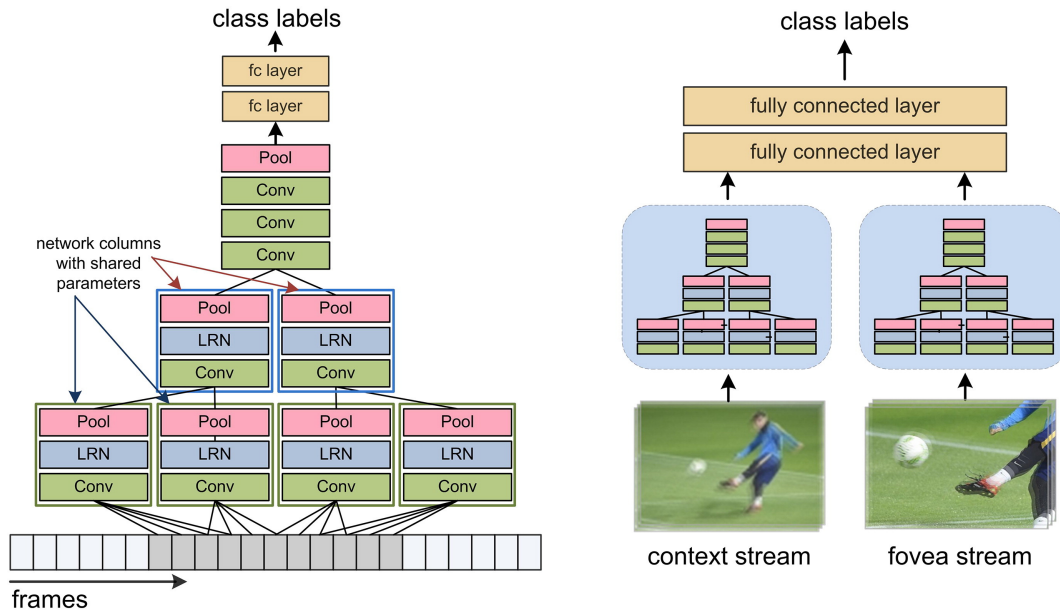 class labels
fc layer
fc layer
Pool
Conv
Conv
Conv
network columns
with shared
parameters
Pool
Pool
LRN
LRN
Conv
Conv
Pool
Pool
Pool
Pool
LRN
LRN
LRN
LRN
Conv
Conv
Conv
Conv
frames
class labels
fully connected layer
fully connected layer
context stream
fovea stream